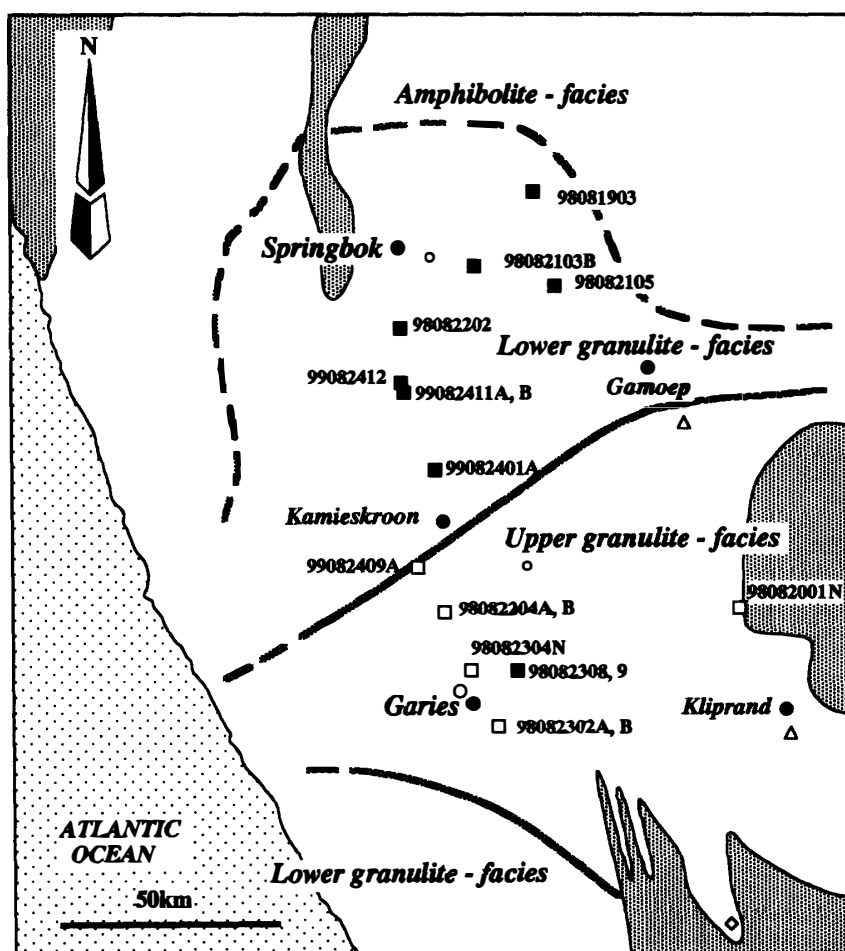 N
Amphibolite - facies
98081903
Springbok
98082103B
98082105
98082202
Lower granulite - facies
99082412
Gamoep
99082411A, B
99082401A
Kamieskroon
Upper granulite - facies
99082409A
98082001N
98082204A, B
98082304N
98082308, 9
Garies
Kliprand
98082302A, B
ATLANTIC
OCEAN
Lower granulite - facies
50km